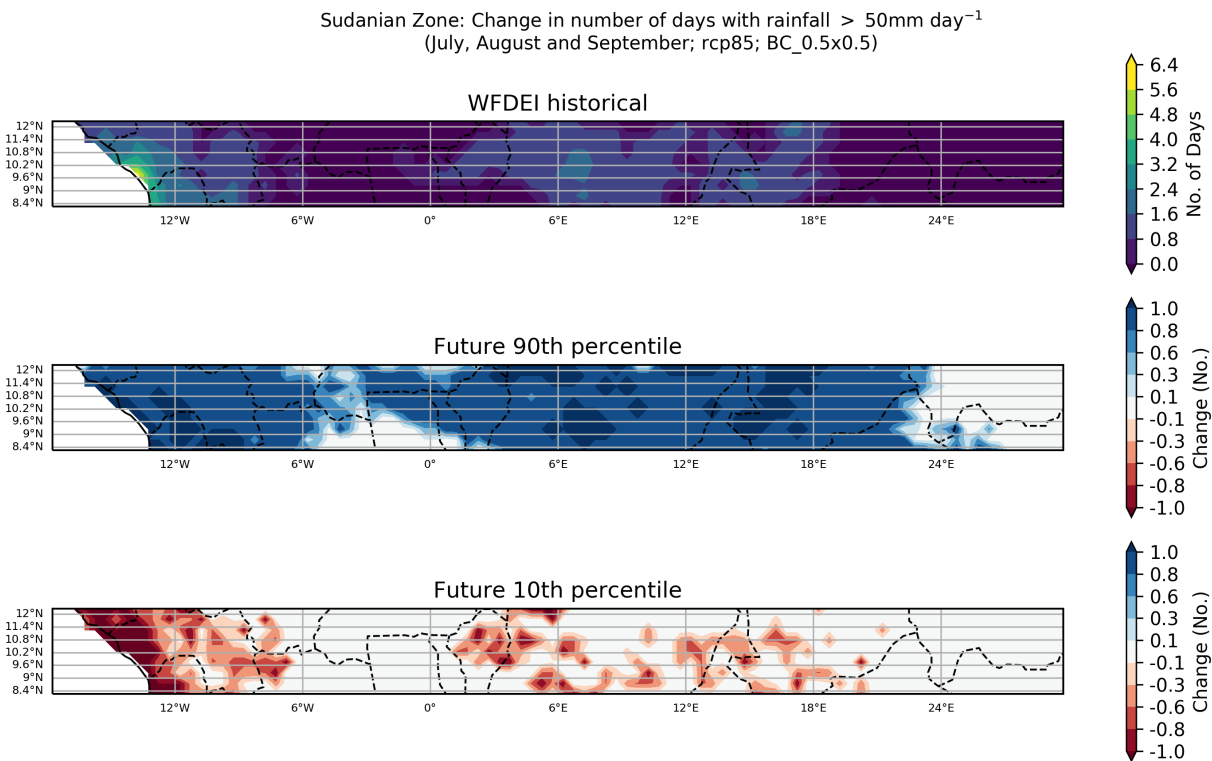 Sudanian Zone: Change in number of days with rainfall > 50mm day⁻¹
(July, August and September; rcp85; BC_0.5x0.5)
WFDEI historical
12°N
11.4°N
10.8°N
10.2°N
9.6°N
9°N
8.4°N
12°W 6°W 0° 6°E 12°E 18°E 24°E
6.4
5.6
4.8
4.0
3.2
2.4
1.6
0.8
0.0
No. of Days
Future 90th percentile
12°N
11.4°N
10.8°N
10.2°N
9.6°N
9°N
8.4°N
12°W 6°W 0° 6°E 12°E 18°E 24°E
1.0
0.8
0.6
0.3
0.1
-0.1
-0.3
-0.6
-0.8
-1.0
Change (No.)
Future 10th percentile
12°N
11.4°N
10.8°N
10.2°N
9.6°N
9°N
8.4°N
12°W 6°W 0° 6°E 12°E 18°E 24°E
1.0
0.8
0.6
0.3
0.1
-0.1
-0.3
-0.6
-0.8
-1.0
Change (No.)